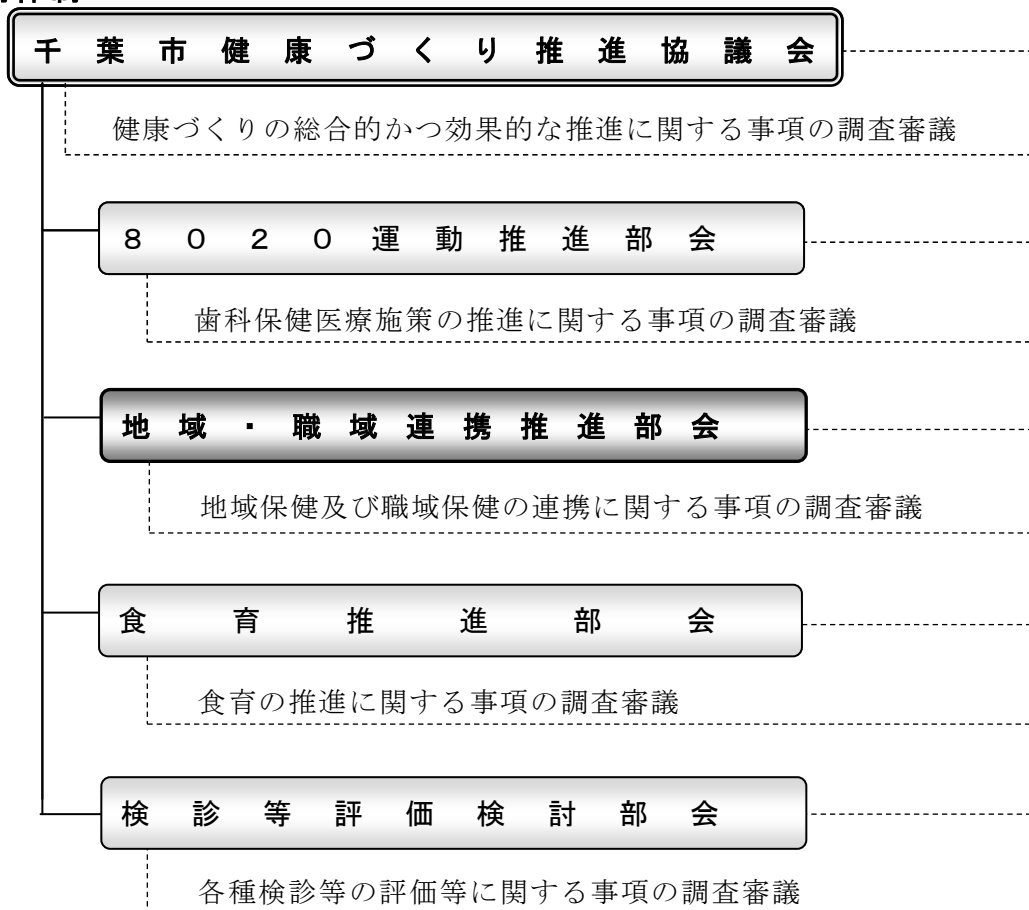 千葉市健康づくり推進協議会
健康づくりの総合的かつ効果的な推進に関する事項の調査審議
８０２０運動推進部会
歯科保健医療施策の推進に関する事項の調査審議
地域・職域連携推進部会
地域保健及び職域保健の連携に関する事項の調査審議
食育推進部会
食育の推進に関する事項の調査審議
検診等評価検討部会
各種検診等の評価等に関する事項の調査審議